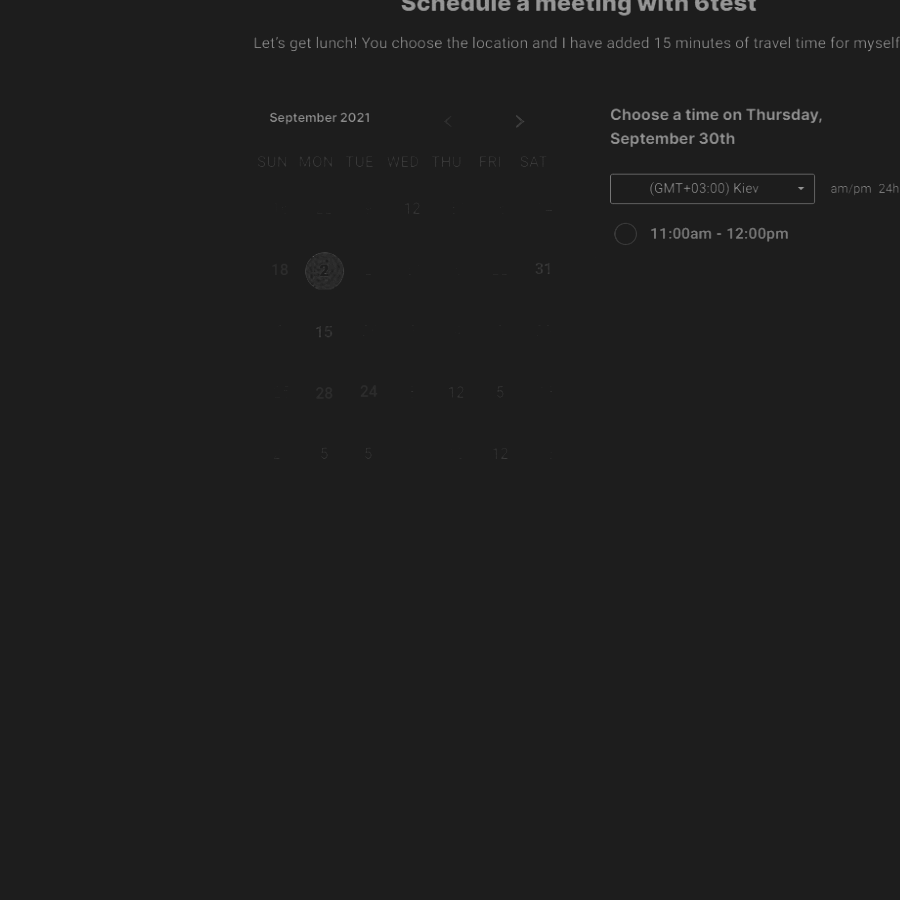 Schedule a meeting with 6test
Let's get lunch! You choose the location and I have added 15 minutes of travel time for myself
September 2021
SUN MON TUE WED THU FRI SAT
12
18 2 31
15
28 24 12 5
5 5 12
Choose a time on Thursday,
September 30th
(GMT+03:00) Kiev am/pm 24h
11:00am - 12:00pm